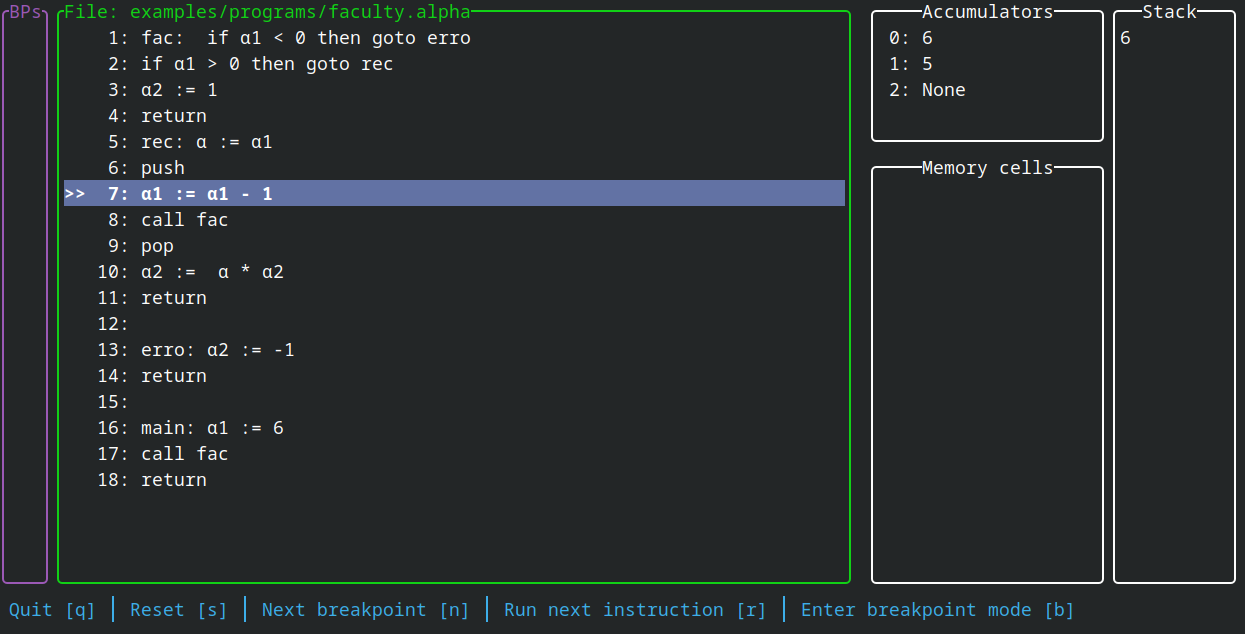 BPs
File: examples/programs/faculty.alpha
1: fac:  if α1 < 0 then goto erro
2: if α1 > 0 then goto rec
3: α2 := 1
4: return
5: rec: α := α1
6: push
>>  7: α1 := α1 - 1
8: call fac
9: pop
10: α2 :=  α * α2
11: return
12:
13: erro: α2 := -1
14: return
15:
16: main: α1 := 6
17: call fac
18: return
Accumulators
0: 6
1: 5
2: None
Memory cells
Stack
6
Quit [q] │ Reset [s] │ Next breakpoint [n] │ Run next instruction [r] │ Enter breakpoint mode [b]